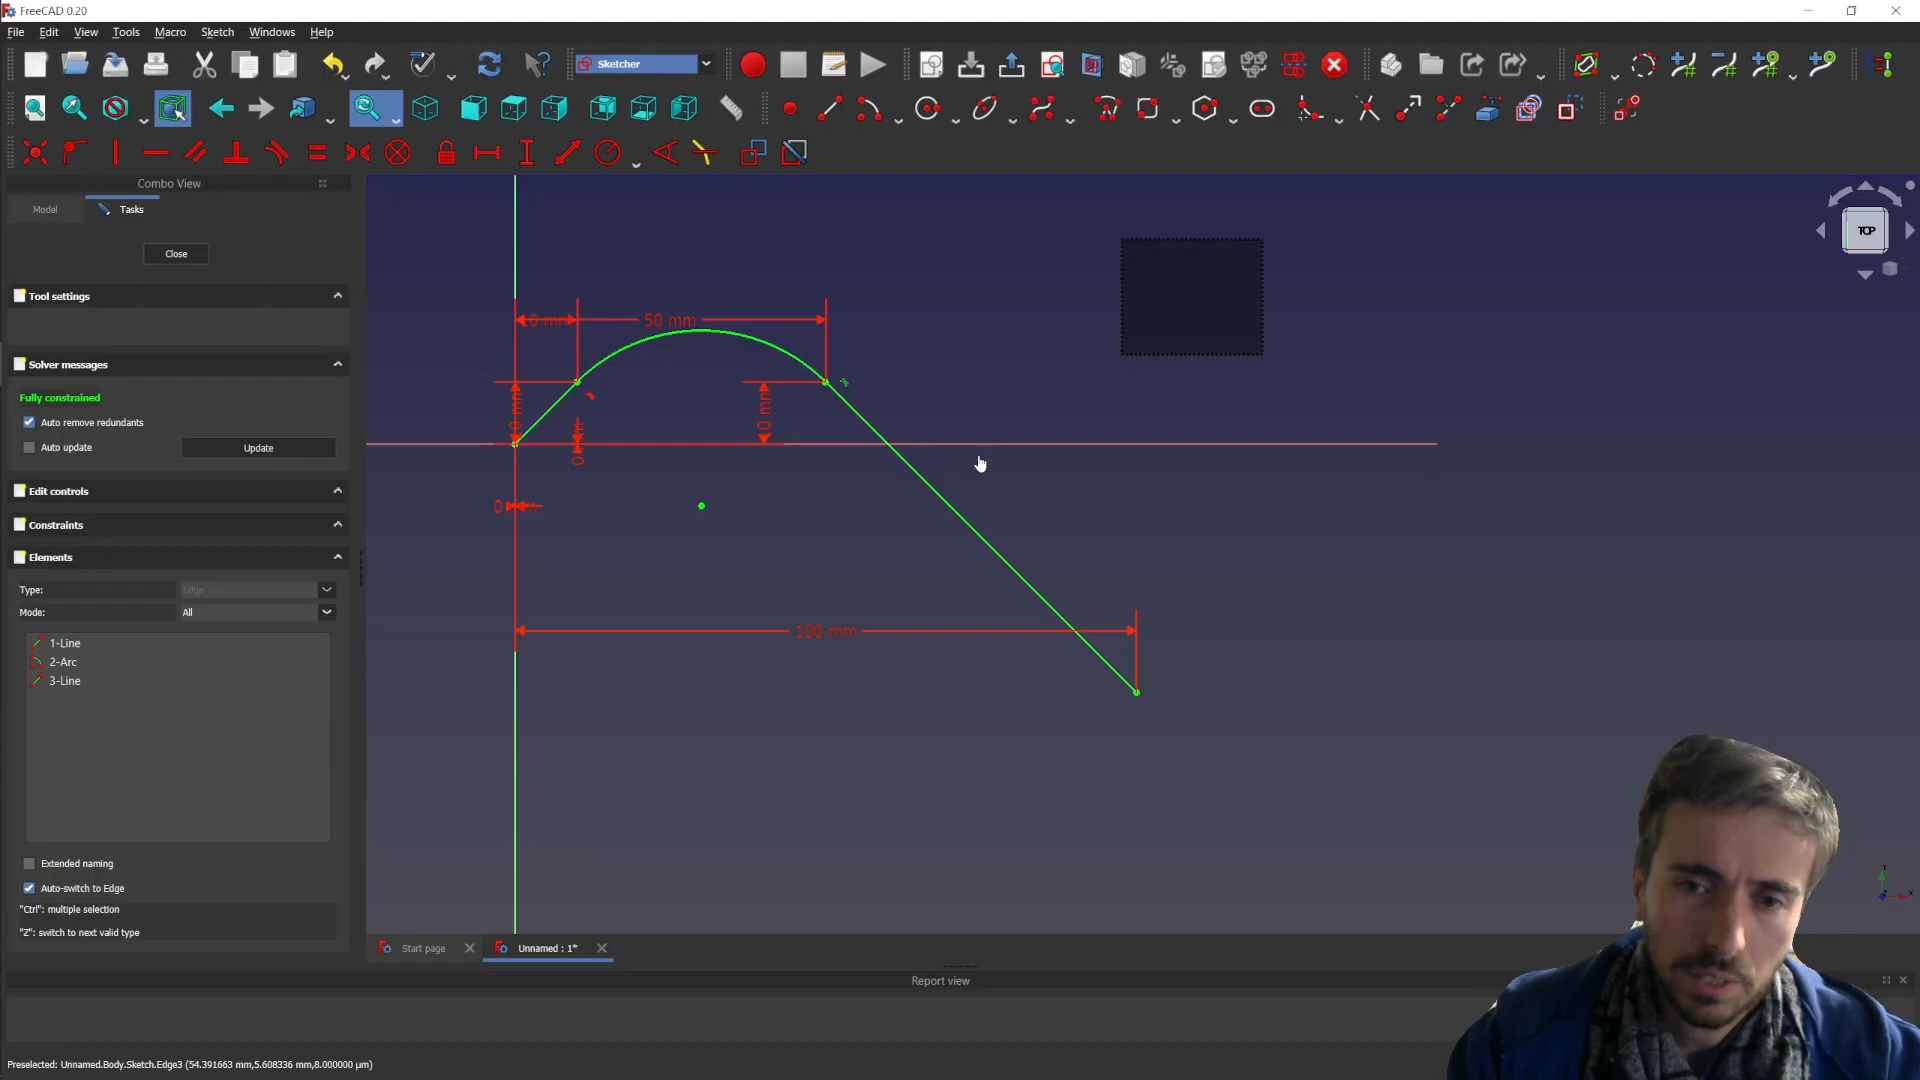 FreeCAD 0.20
File Edit View Tools Macro Sketch Windows Help
Sketcher
Combo View
Model Tasks
Close
Tool settings
Solver messages
Fully constrained
Auto remove redundants
Auto update Update
Edit controls
Constraints
Elements
Type: Edge
Mode: All
1-Line
2-Arc
3-Line
Extended naming
Auto-switch to Edge
"Ctrl": multiple selection
"Z": switch to next valid type
50 mm
10 mm
100 mm
TOP
Start page Unnamed : 1*
Report view
Preselected: Unnamed.Body.Sketch.Edge3 (54.391663 mm,5.608336 mm,8.000000 µm)